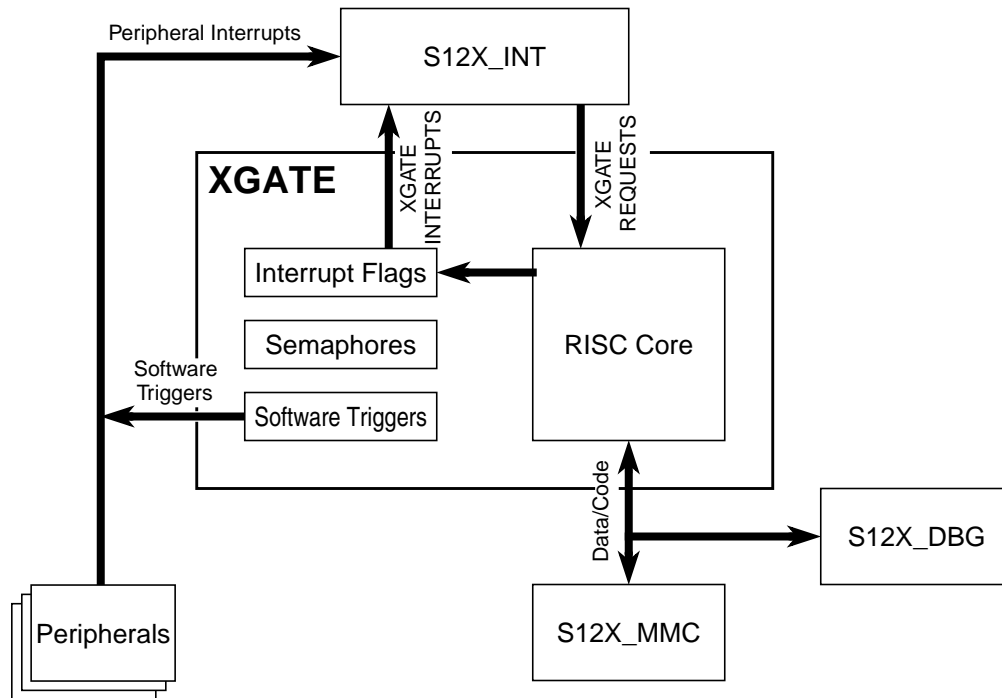 Peripheral Interrupts
S12X_INT
XGATE
INTERRUPTS
XGATE
REQUESTS
XGATE
Interrupt Flags
Semaphores
RISC Core
Software
Triggers
Software Triggers
Data/Code
S12X_DBG
Peripherals
S12X_MMC